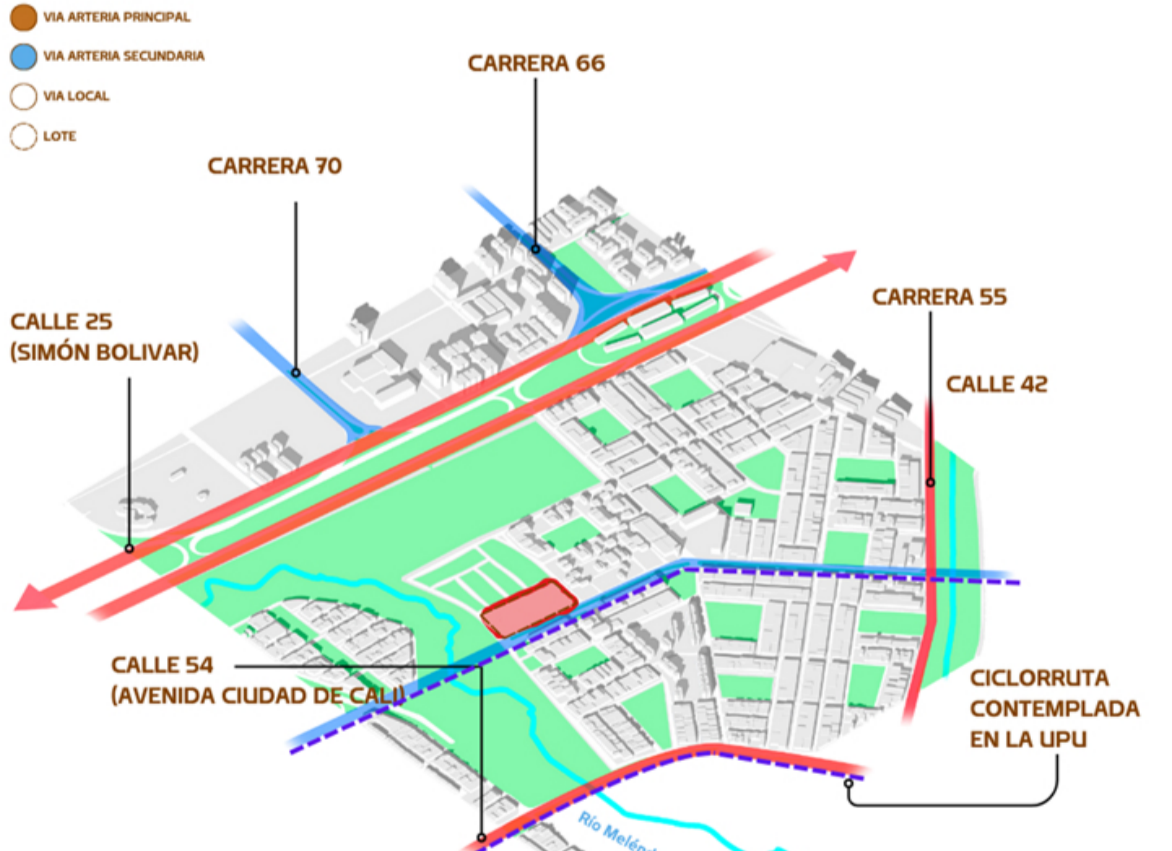 VIA ARTERIA PRINCIPAL
VIA ARTERIA SECUNDARIA
VIA LOCAL
LOTE
CARRERA 66
CARRERA 70
CALLE 25
(SIMÓN BOLIVAR)
CARRERA 55
CALLE 42
CALLE 54
(AVENIDA CIUDAD DE CALI)
CICLORRUTA
CONTEMPLADA
EN LA UPU
Río